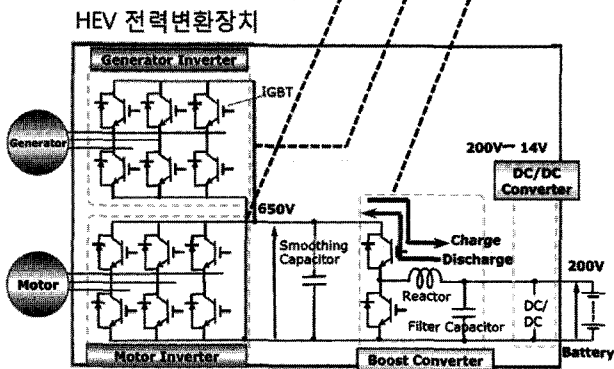 HEV 전력변환장치
Generator Inverter
IGBT
Generator
200V~ 14V
DC/DC
Converter
650V
Smoothing
Capacitor
Charge
Discharge
200V
Motor
Reactor
DC/
DC
Filter Capacitor
Battery
Motor Inverter
Boost Converter